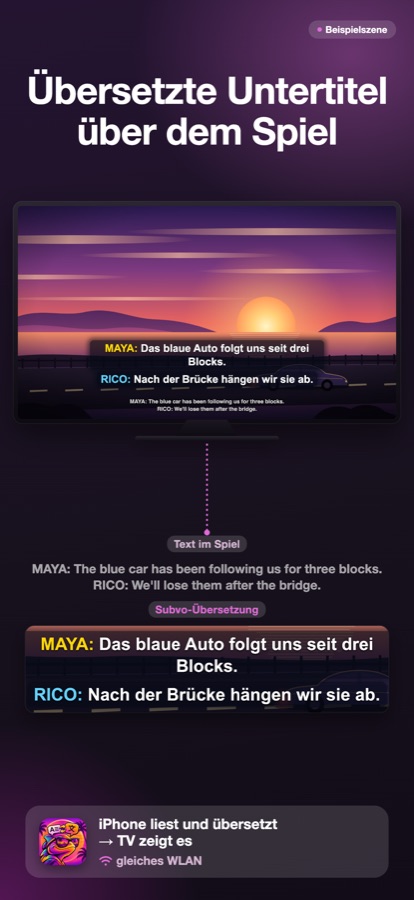 Beispielszene
Übersetzte Untertitel
über dem Spiel
MAYA: Das blaue Auto folgt uns seit drei
Blocks.
RICO: Nach der Brücke hängen wir sie ab.
MAYA: The blue car has been following us for three blocks.
RICO: We'll lose them after the bridge.
Text im Spiel
MAYA: The blue car has been following us for three blocks.
RICO: We'll lose them after the bridge.
Subvo-Übersetzung
MAYA: Das blaue Auto folgt uns seit drei
Blocks.
RICO: Nach der Brücke hängen wir sie ab.
iPhone liest und übersetzt
→ TV zeigt es
gleiches WLAN